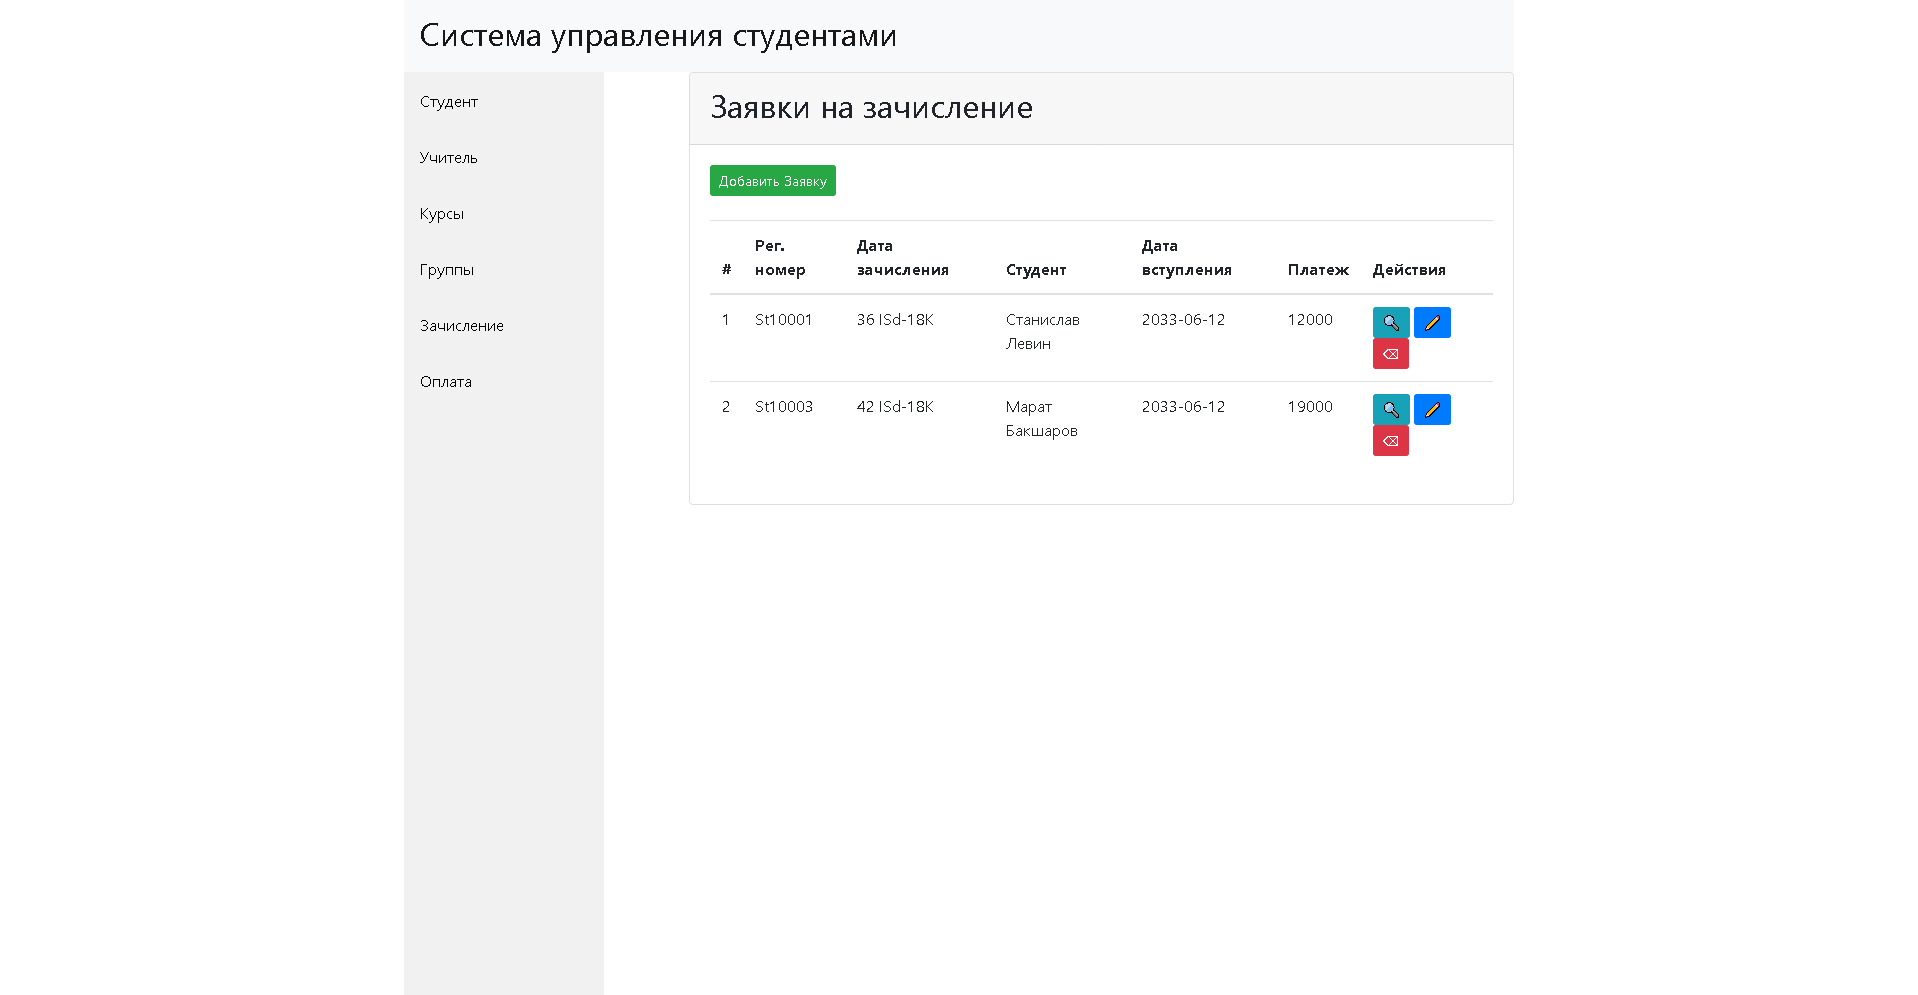 Система управления студентами
Студент
Учитель
Курсы
Группы
Зачисление
Оплата
Заявки на зачисление
Добавить Заявку
# Рег. номер Дата зачисления Студент Дата вступления Платеж Действия
1 St10001 36 ISd-18K Станислав Левин 2033-06-12 12000
2 St10003 42 ISd-18K Марат Бакшаров 2033-06-12 19000